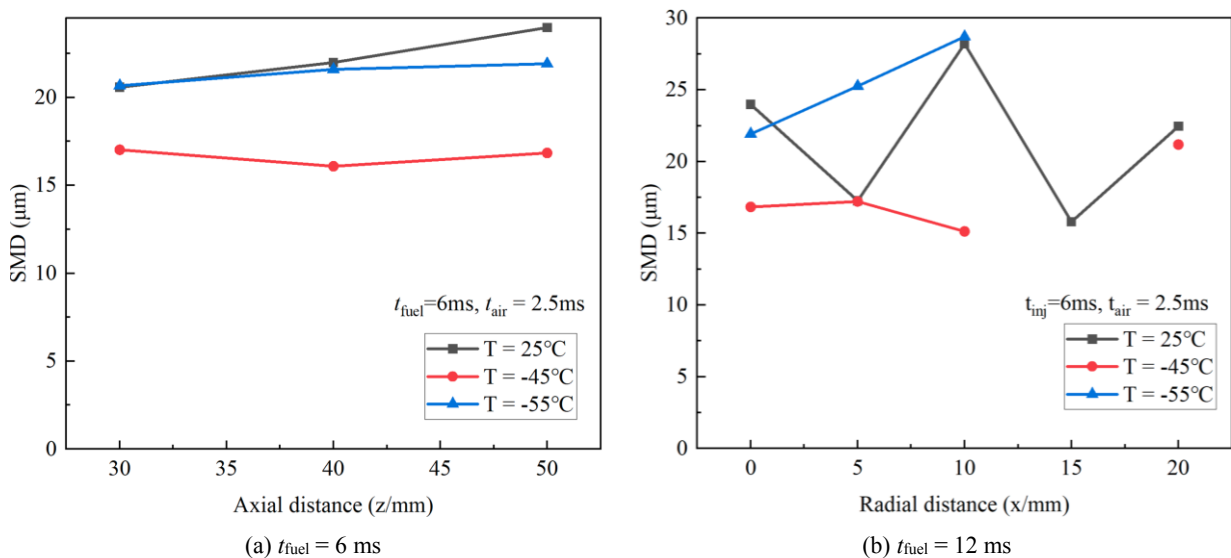 20
15
10
5
0
SMD (μm)
30
35
40
45
50
Axial distance (z/mm)
t_fuel=6ms, t_air = 2.5ms
T = 25℃
T = -45℃
T = -55℃
(a) t_fuel = 6 ms
30
25
20
15
10
5
0
SMD (μm)
0
5
10
15
20
Radial distance (x/mm)
t_inj=6ms, t_air = 2.5ms
T = 25℃
T = -45℃
T = -55℃
(b) t_fuel = 12 ms